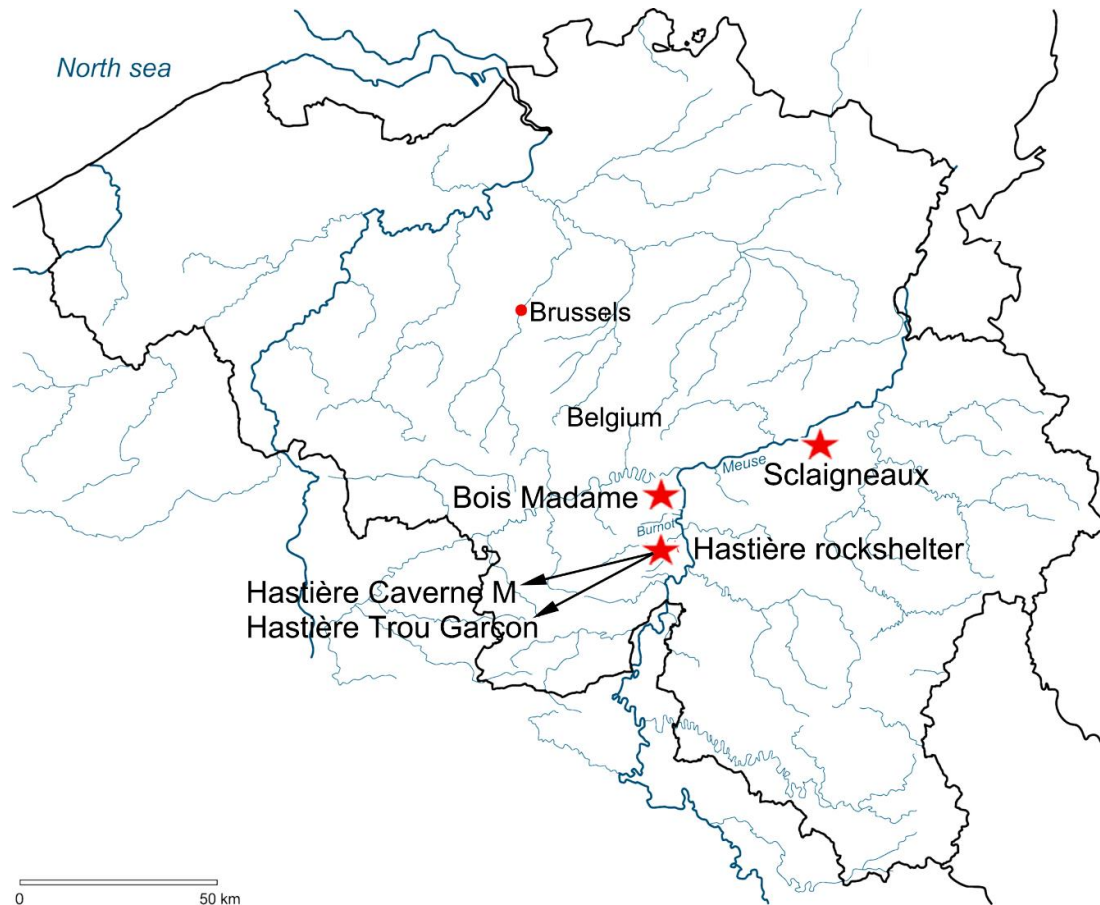 North sea
Brussels
Belgium
Meuse
Sclaigneaux
Bois Madame
Burnot
Hastière rockshelter
Hastière Caverne M
Hastière Trou Garçon
0 50 km